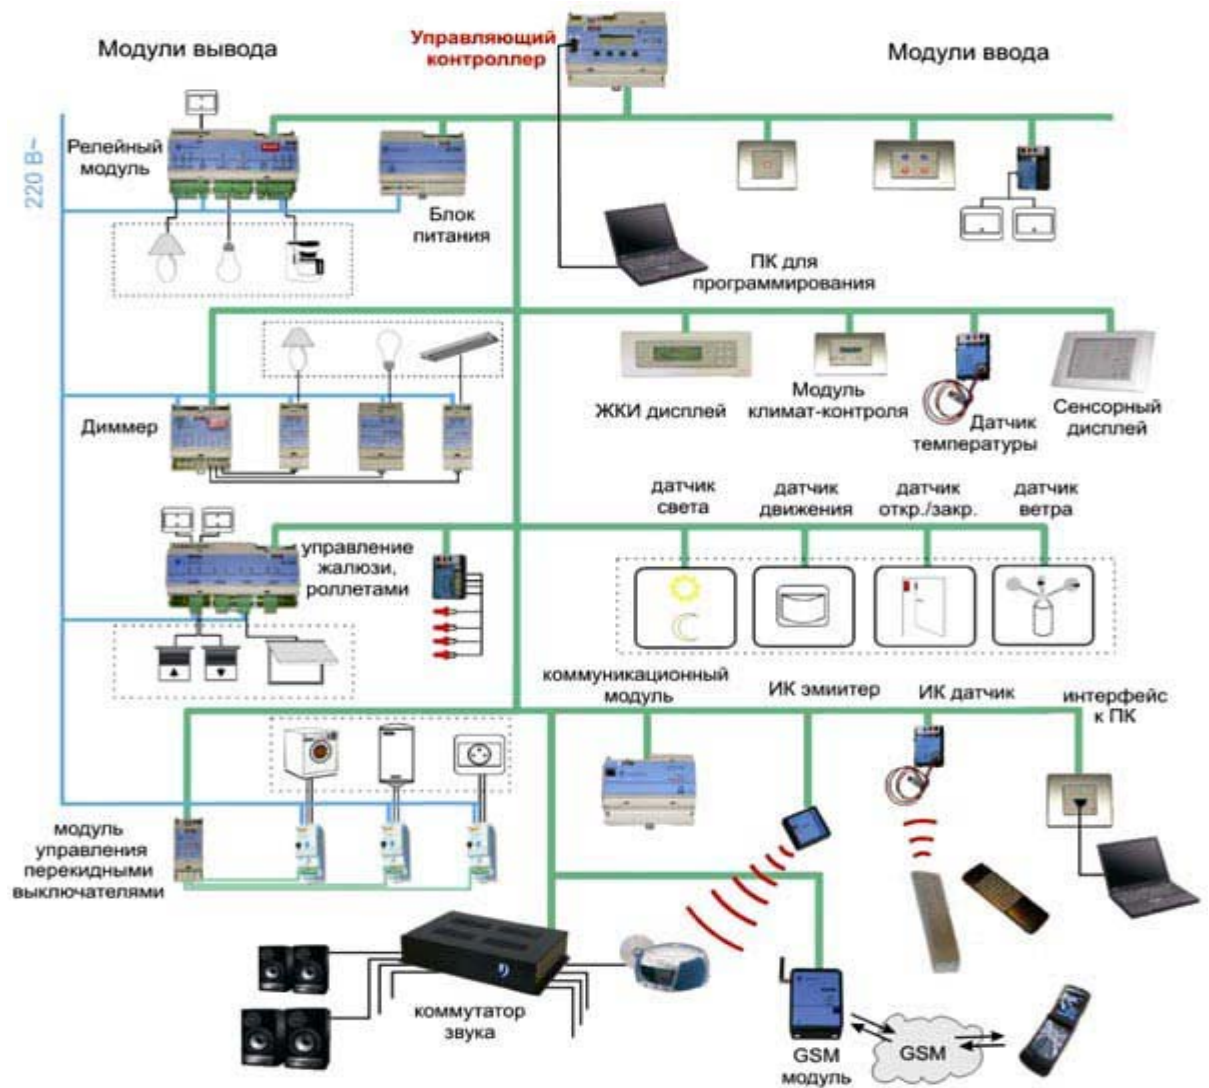 Модули вывода
Управляющий
контроллер
Модули ввода
220 В~
Релейный
модуль
Блок
питания
ПК для
программирования
Диммер
ЖКИ дисплей
Модуль
климат-контроля
Датчик
температуры
Сенсорный
дисплей
датчик
света
датчик
движения
датчик
откр./закр.
датчик
ветра
управление
жалюзи,
роллетами
коммуникационный
модуль
ИК эмиитер
ИК датчик
интерфейс
к ПК
модуль
управления
перекидными
выключателями
коммутатор
звука
GSM
модуль
GSM